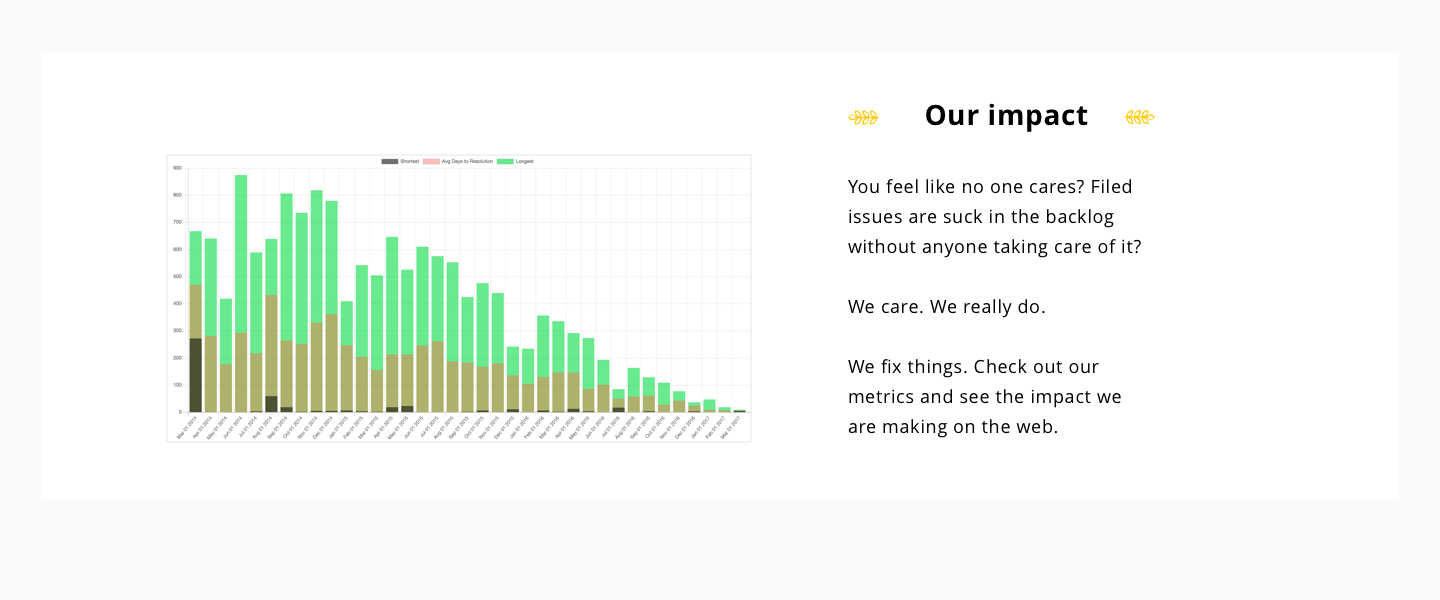 Our impact
You feel like no one cares? Filed
issues are suck in the backlog
without anyone taking care of it?
We care. We really do.
We fix things. Check out our
metrics and see the impact we
are making on the web.
Shortest Avg Days to Resolution Longest
900
800
700
600
500
400
300
200
100
0
Mar 01 2014
Apr 01 2014
May 01 2014
Jun 01 2014
Jul 01 2014
Aug 01 2014
Sep 01 2014
Oct 01 2014
Nov 01 2014
Dec 01 2014
Jan 01 2015
Feb 01 2015
Mar 01 2015
Apr 01 2015
May 01 2015
Jun 01 2015
Jul 01 2015
Aug 01 2015
Sep 01 2015
Oct 01 2015
Nov 01 2015
Dec 01 2015
Jan 01 2016
Feb 01 2016
Mar 01 2016
Apr 01 2016
May 01 2016
Jun 01 2016
Jul 01 2016
Aug 01 2016
Sep 01 2016
Oct 01 2016
Nov 01 2016
Dec 01 2016
Jan 01 2017
Feb 01 2017
Mar 01 2017